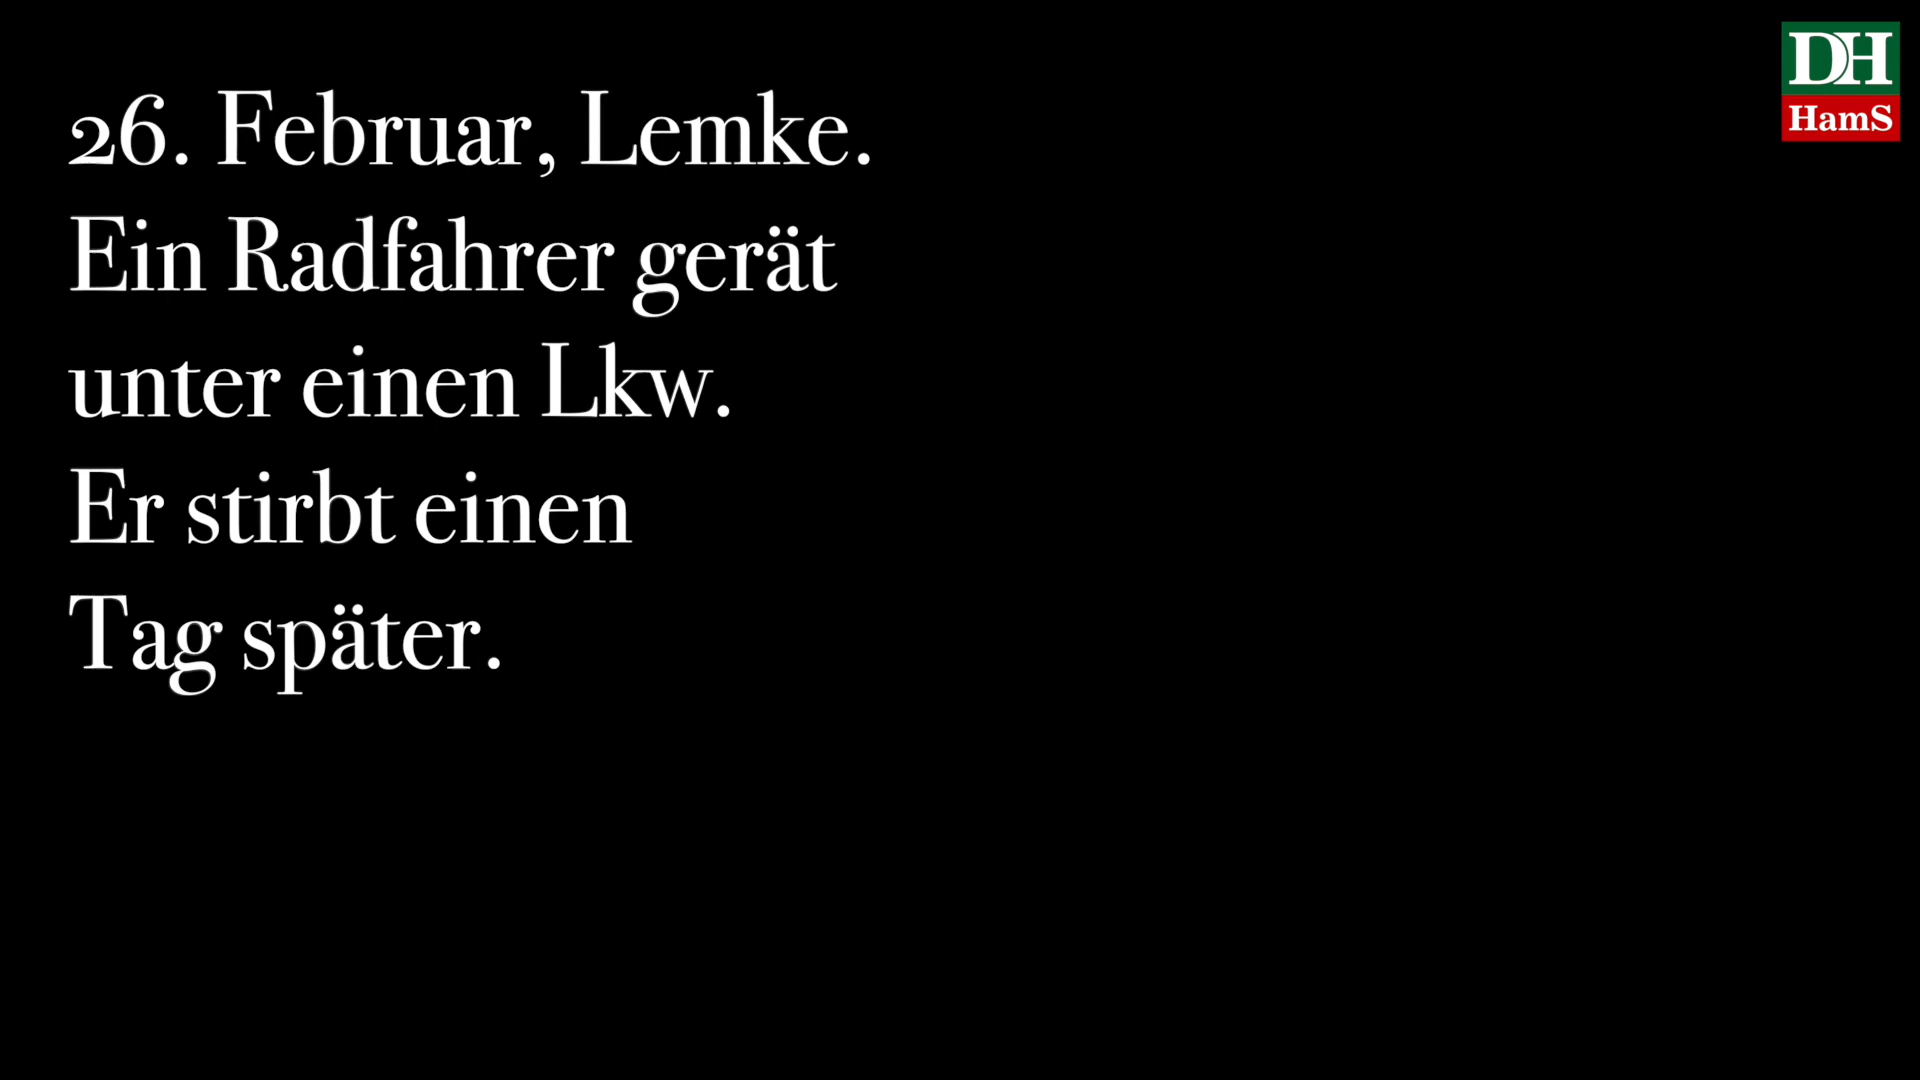 26. Februar, Lemke.
Ein Radfahrer gerät
unter einen Lkw.
Er stirbt einen
Tag später.
DH
HamS